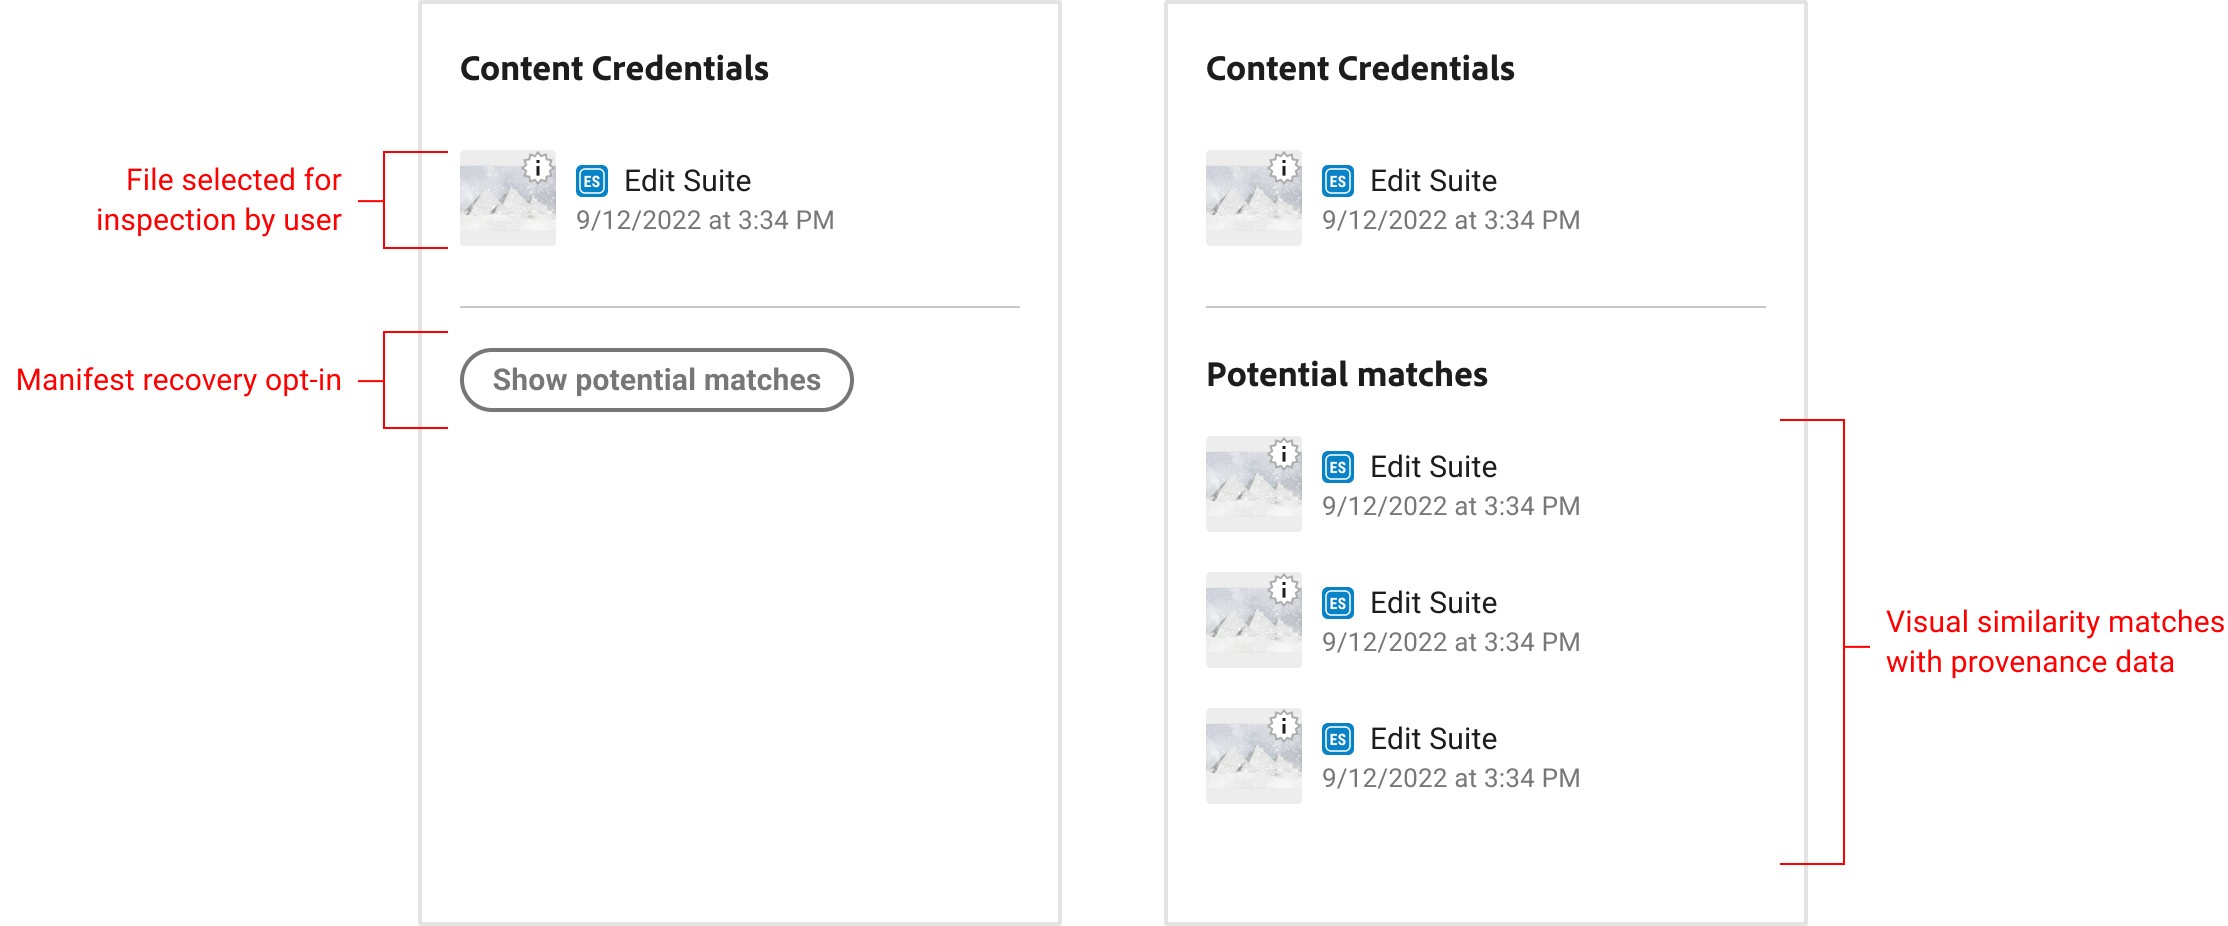 Content Credentials
File selected for
inspection by user
i
ES Edit Suite
9/12/2022 at 3:34 PM
Manifest recovery opt-in
Show potential matches
Content Credentials
i
ES Edit Suite
9/12/2022 at 3:34 PM
Potential matches
i
ES Edit Suite
9/12/2022 at 3:34 PM
i
ES Edit Suite
9/12/2022 at 3:34 PM
i
ES Edit Suite
9/12/2022 at 3:34 PM
Visual similarity matches
with provenance data